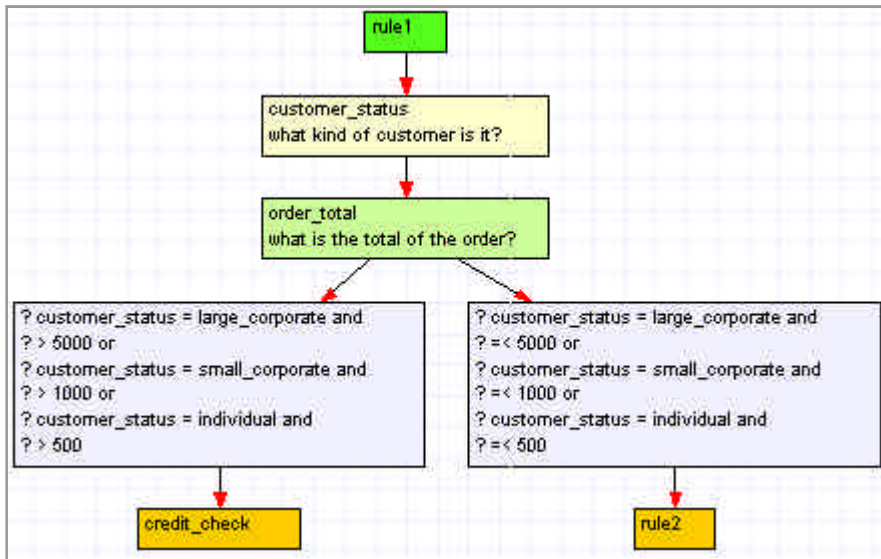 rule1
customer_status
what kind of customer is it?
order_total
what is the total of the order?
? customer_status = large_corporate and
? > 5000 or
? customer_status = small_corporate and
? > 1000 or
? customer_status = individual and
? > 500
? customer_status = large_corporate and
? =< 5000 or
? customer_status = small_corporate and
? =< 1000 or
? customer_status = individual and
? =< 500
credit_check
rule2